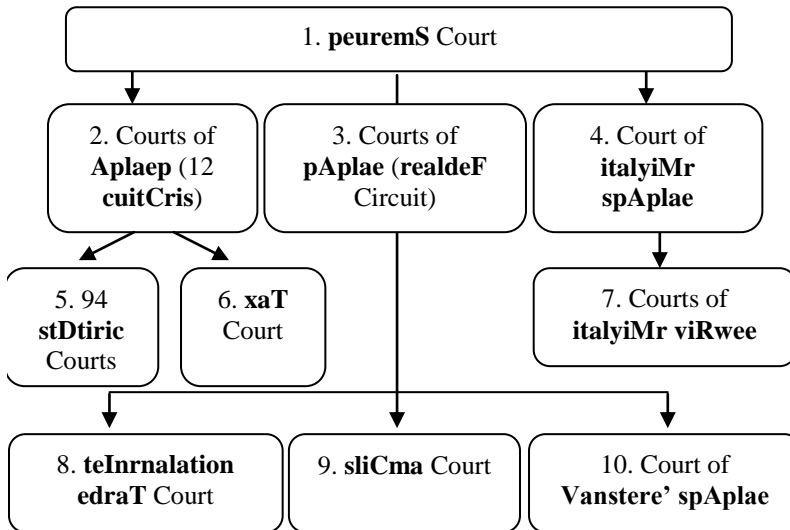 1. peuremS Court
2. Courts of
Aplaep (12
cuitCris)
3. Courts of
pAplae (realdeF
Circuit)
4. Court of
italyiMr
spAplae
5. 94
stDtiric
Courts
6. xaT
Court
7. Courts of
italyiMr viRwee
8. teInrnalation
edraT Court
9. sliCma Court
10. Court of
Vanstere’ spAplae